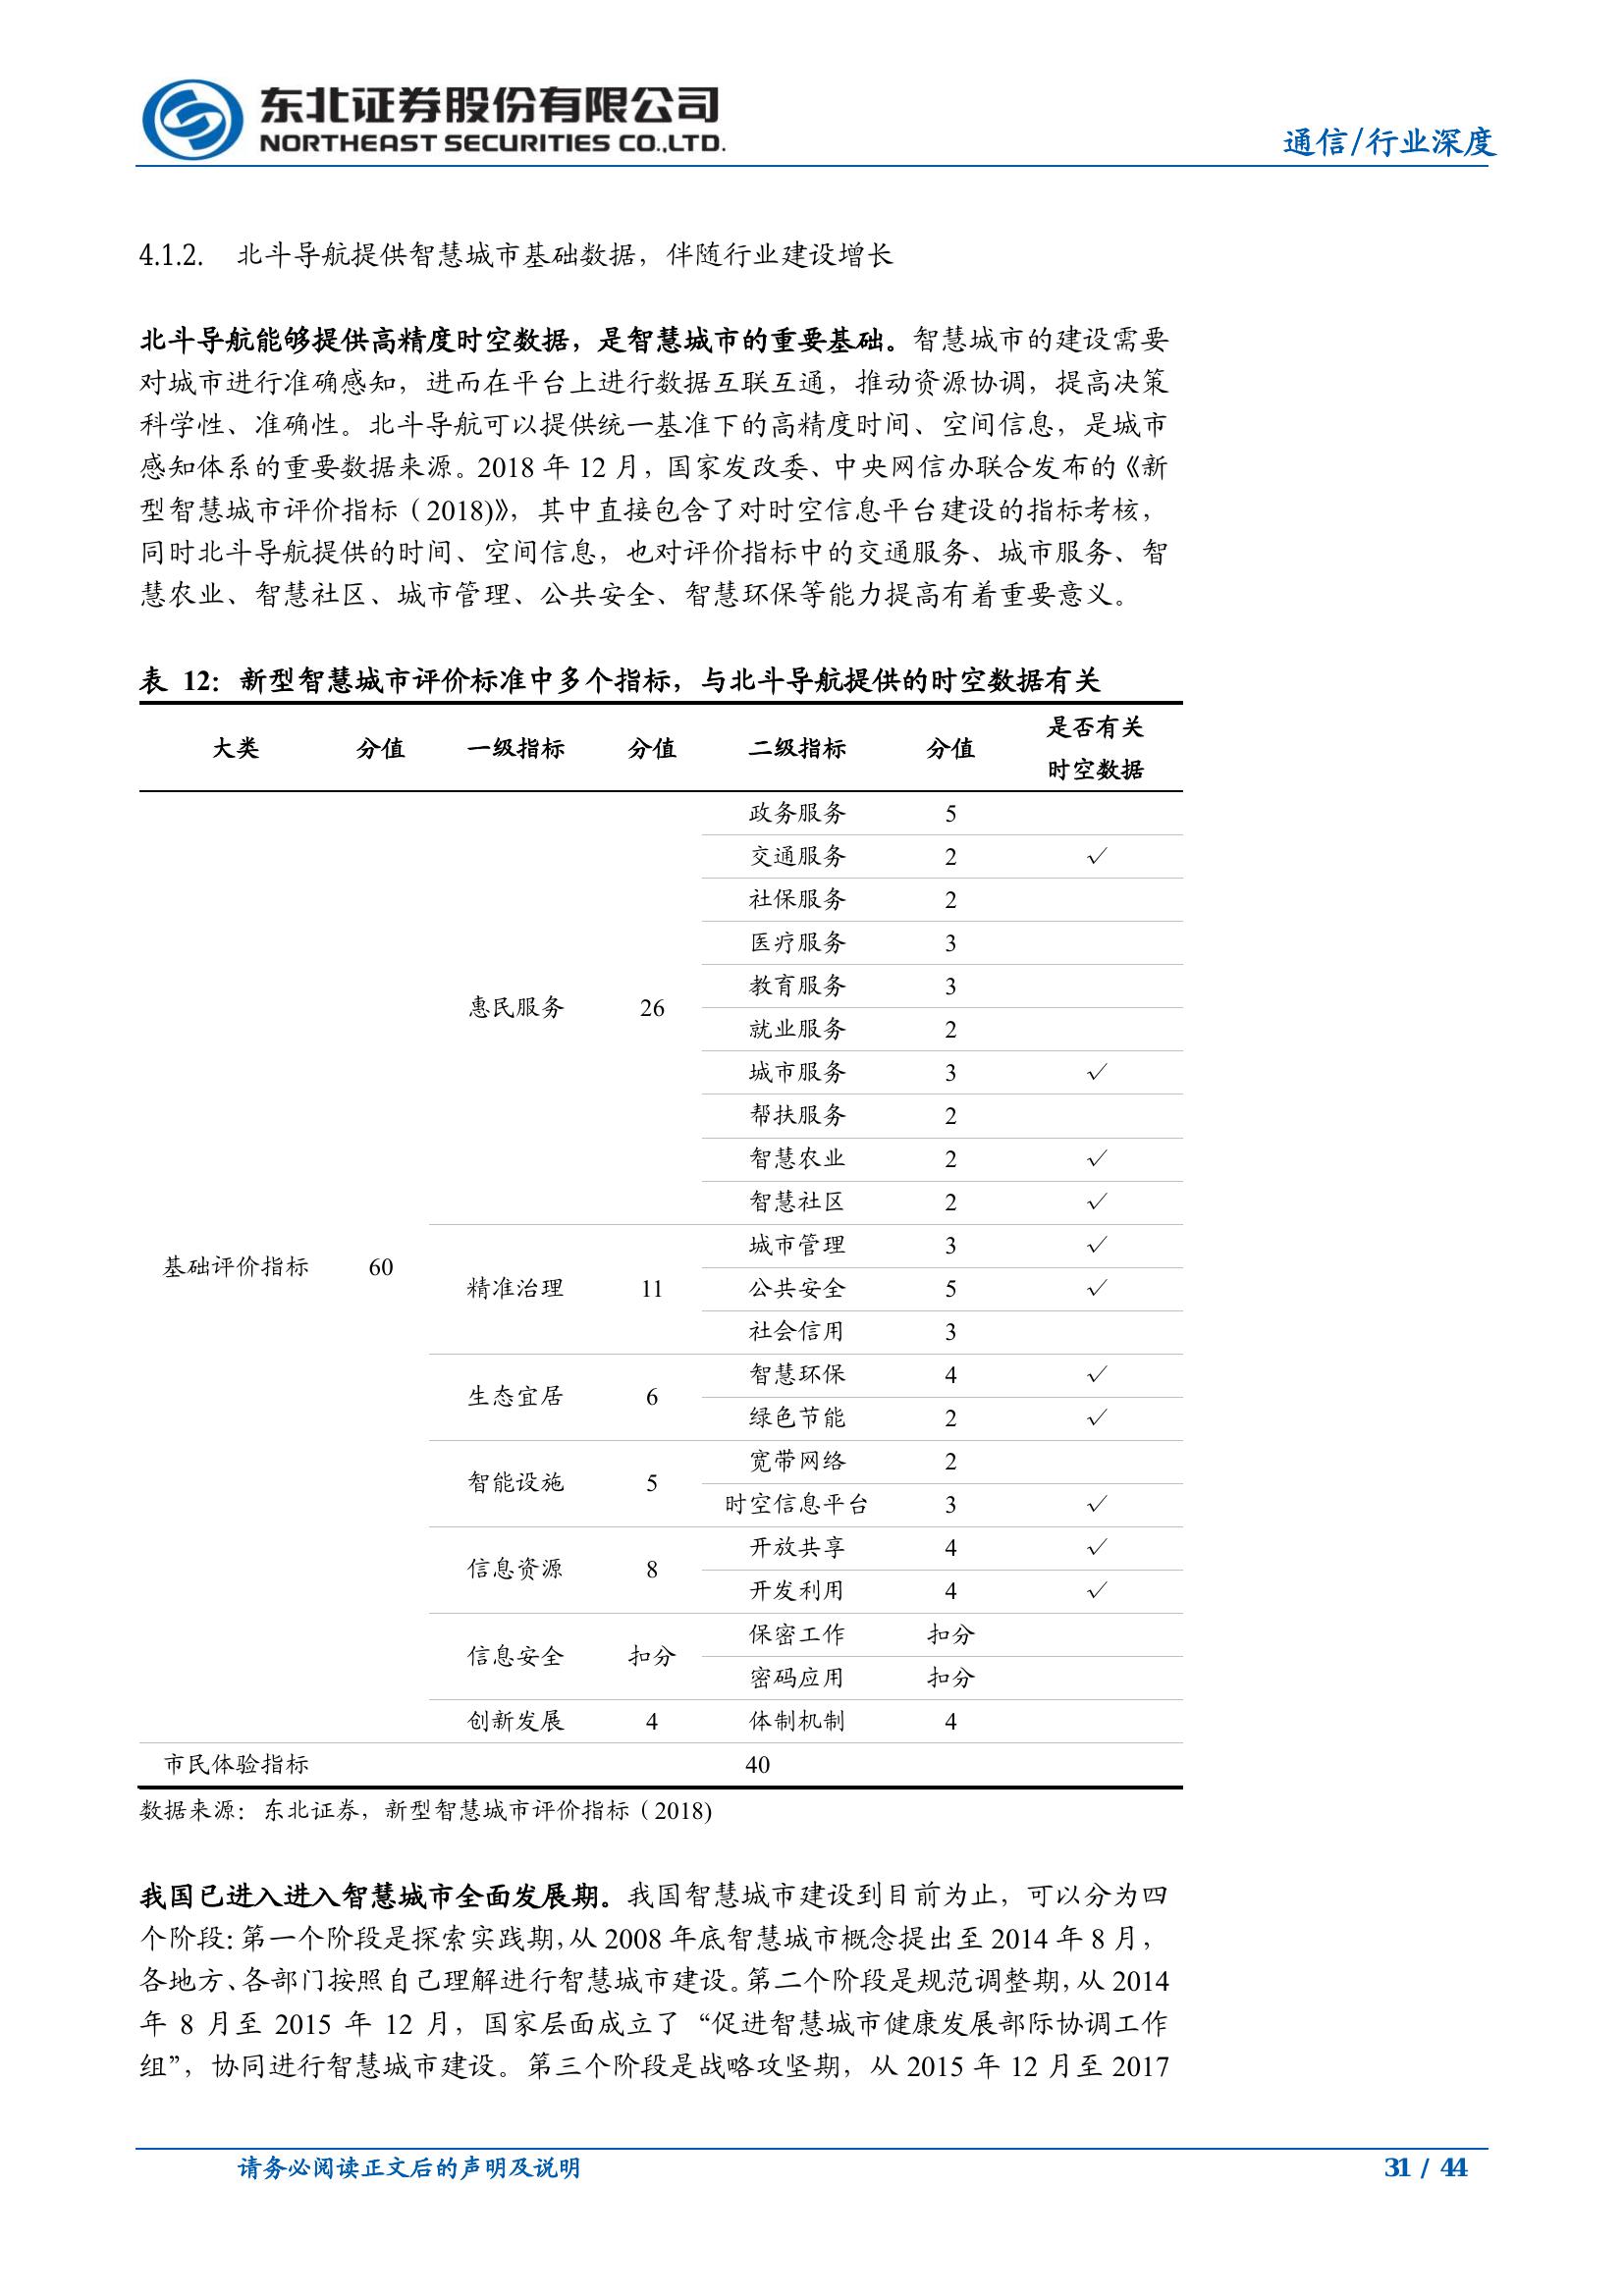 东北证券股份有限公司
NORTHEAST SECURITIES CO.,LTD.
通信/行业深度
4.1.2. 北斗导航提供智慧城市基础数据，伴随行业建设增长
北斗导航能够提供高精度时空数据，是智慧城市的重要基础。智慧城市的建设需要
对城市进行准确感知，进而在平台上进行数据互联互通，推动资源协调，提高决策
科学性、准确性。北斗导航可以提供统一基准下的高精度时间、空间信息，是城市
感知体系的重要数据来源。2018 年 12 月，国家发改委、中央网信办联合发布的《新
型智慧城市评价指标（2018)》，其中直接包含了对时空信息平台建设的指标考核，
同时北斗导航提供的时间、空间信息，也对评价指标中的交通服务、城市服务、智
慧农业、智慧社区、城市管理、公共安全、智慧环保等能力提高有着重要意义。
表 12：新型智慧城市评价标准中多个指标，与北斗导航提供的时空数据有关
大类 分值 一级指标 分值 二级指标 分值 是否有关
时空数据
政务服务 5
交通服务 2 √
社保服务 2
医疗服务 3
教育服务 3
惠民服务 26
就业服务 2
城市服务 3 √
帮扶服务 2
智慧农业 2 √
智慧社区 2 √
城市管理 3 √
基础评价指标 60
精准治理 11 公共安全 5 √
社会信用 3
智慧环保 4 √
生态宜居 6
绿色节能 2 √
宽带网络 2
智能设施 5
时空信息平台 3 √
开放共享 4 √
信息资源 8
开发利用 4 √
保密工作 扣分
信息安全 扣分
密码应用 扣分
创新发展 4 体制机制 4
市民体验指标 40
数据来源：东北证券，新型智慧城市评价指标（2018)
我国已进入进入智慧城市全面发展期。我国智慧城市建设到目前为止，可以分为四
个阶段：第一个阶段是探索实践期，从 2008 年底智慧城市概念提出至 2014 年 8 月，
各地方、各部门按照自己理解进行智慧城市建设。第二个阶段是规范调整期，从 2014
年 8 月至 2015 年 12 月，国家层面成立了“促进智慧城市健康发展部际协调工作
组”，协同进行智慧城市建设。第三个阶段是战略攻坚期，从 2015 年 12 月至 2017
请务必阅读正文后的声明及说明
31 / 44